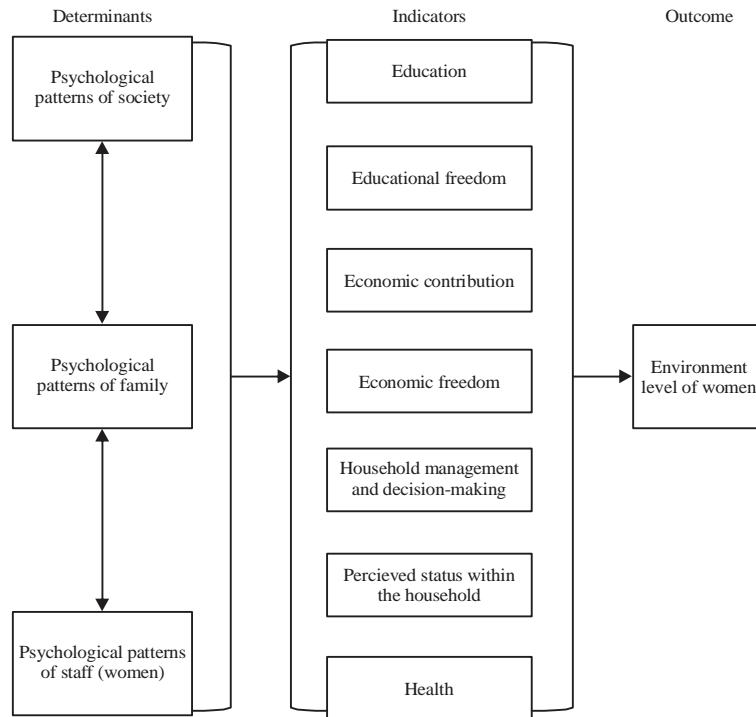 Determinants
Indicators
Outcome
Psychological
patterns of society
Psychological
patterns of family
Psychological patterns
of staff (women)
Education
Educational freedom
Economic contribution
Economic freedom
Household management
and decision-making
Percieved status within
the household
Health
Environment
level of women